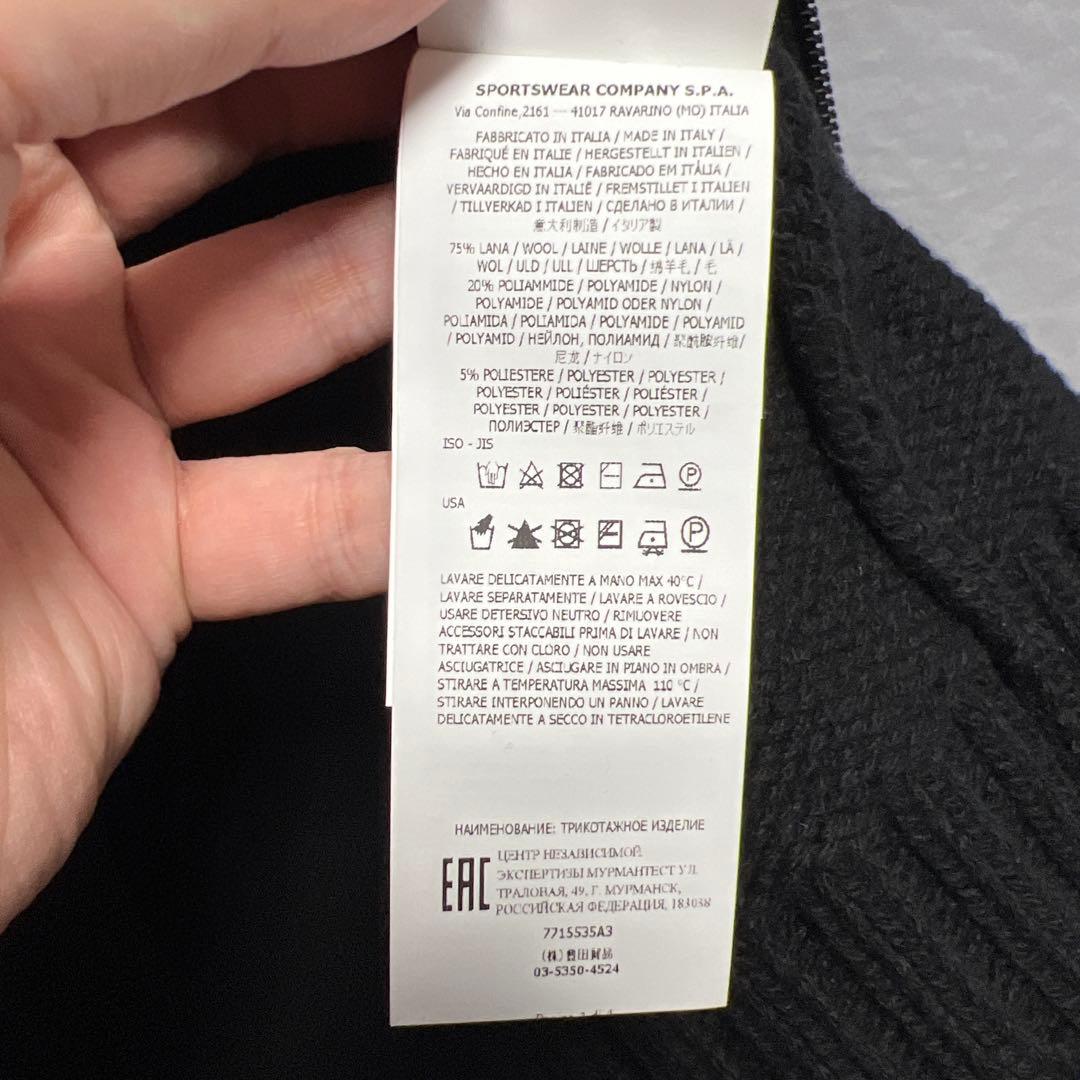 SPORTSWEAR COMPANY S.P.A.
Via Confine,2161 — 41017 RAVARINO (MO) ITALIA
FABBRICATO IN ITALIA / MADE IN ITALY /
FABRIQUÉ EN ITALIE / HERGESTELLT IN ITALIEN /
HECHO EN ITALIA / FABRICADO EM ITÁLIA /
VERVAARDIGD IN ITALIË / FREMSTILLET I ITALIEN
/ TILLVERKAD I ITALIEN / СДЕЛАНО В ИТАЛИИ /
意大利制造 / イタリア製
75% LANA / WOOL / LAINE / WOLLE / LANA / LÃ /
WOL / ULD / ULL / ШЕРСТЬ / 绵羊毛 / 毛
20% POLIAMMIDE / POLYAMIDE / NYLON /
POLYAMIDE / POLYAMID ODER NYLON /
POLIAMIDA / POLIAMIDA / POLYAMIDE / POLYAMID
/ POLYAMID / НЕЙЛОН, ПОЛИАМИД / 聚酰胺纤维/
尼龙 / ナイロン
5% POLIESTERE / POLYESTER / POLYESTER /
POLYESTER / POLIÉSTER / POLIÉSTER /
POLYESTER / POLYESTER / POLYESTER /
ПОЛИЭСТЕР / 聚酯纤维 / ポリエステル
ISO - JIS
P
USA
P
LAVARE DELICATAMENTE A MANO MAX 40°C /
LAVARE SEPARATAMENTE / LAVARE A ROVESCIO /
USARE DETERSIVO NEUTRO / RIMUOVERE
ACCESSORI STACCABILI PRIMA DI LAVARE / NON
TRATTARE CON CLORO / NON USARE
ASCIUGATRICE / ASCIUGARE IN PIANO IN OMBRA /
STIRARE A TEMPERATURA MASSIMA 110 °C /
STIRARE INTERPONENDO UN PANNO / LAVARE
DELICATAMENTE A SECCO IN TETRACLOROETILENE
НАИМЕНОВАНИЕ: ТРИКОТАЖНОЕ ИЗДЕЛИЕ
EAC
ЦЕНТР НЕЗАВИСИМОЙ
ЭКСПЕРТИЗЫ МУРМАНТЕСТ УЛ.
ТРАЛОВАЯ, 49, Г. МУРМАНСК,
РОССИЙСКАЯ ФЕДЕРАЦИЯ, 183038
7715535A3
(株)豊田貿易
03-5350-4524